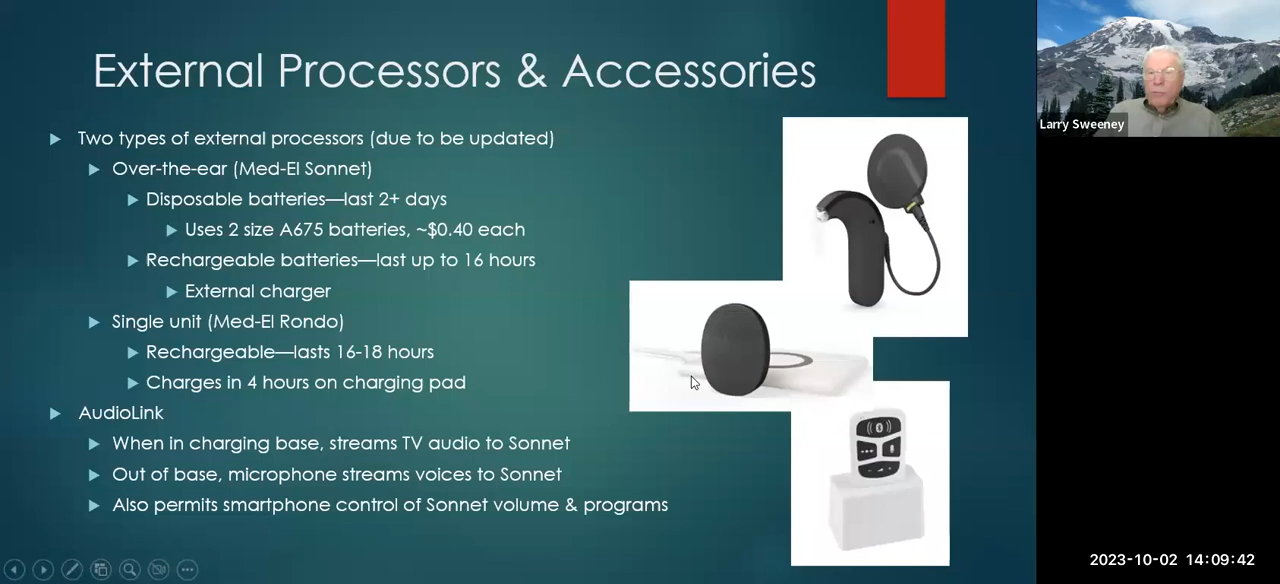 External Processors & Accessories
Two types of external processors (due to be updated)
Over-the-ear (Med-El Sonnet)
Disposable batteries—last 2+ days
Uses 2 size A675 batteries, ~$0.40 each
Rechargeable batteries—last up to 16 hours
External charger
Single unit (Med-El Rondo)
Rechargeable—lasts 16-18 hours
Charges in 4 hours on charging pad
AudioLink
When in charging base, streams TV audio to Sonnet
Out of base, microphone streams voices to Sonnet
Also permits smartphone control of Sonnet volume & programs
Larry Sweeney
2023-10-02 14:09:42